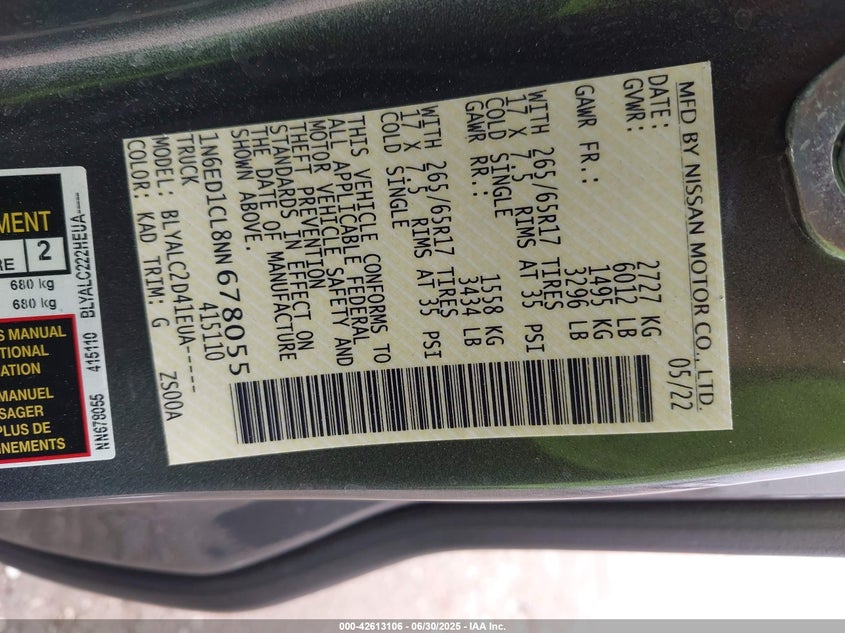 MFD BY NISSAN MOTOR CO., LTD.
DATE: 05/22
GVWR: 2727 KG
6012 LB
GAWR FR.: 1495 KG
3296 LB
WITH 265/65R17 TIRES
17 X 7.5 RIMS AT 35 PSI
COLD SINGLE
GAWR RR.: 1558 KG
3434 LB
WITH 265/65R17 TIRES
17 X 7.5 RIMS AT 35 PSI
COLD SINGLE
THIS VEHICLE CONFORMS TO
ALL APPLICABLE FEDERAL
MOTOR VEHICLE SAFETY AND
THEFT PREVENTION
STANDARDS IN EFFECT ON
THE DATE OF MANUFACTURE
SHOWN ABOVE.
1N6ED1CL8NN678055
TRUCK 415110
MODEL: BLYALC2D41EUA-----
COLOR: KAD TRIM: G ZS00A
MENT
RE 2
680 kg
680 kg
S MANUAL
TIONAL
ATION
MANUEL
SAGER
PLUS DE
INEMENTS
NN678055 415110 BLYALC222HEUA-----
000-42613106 - 06/30/2025 - IAA Inc.